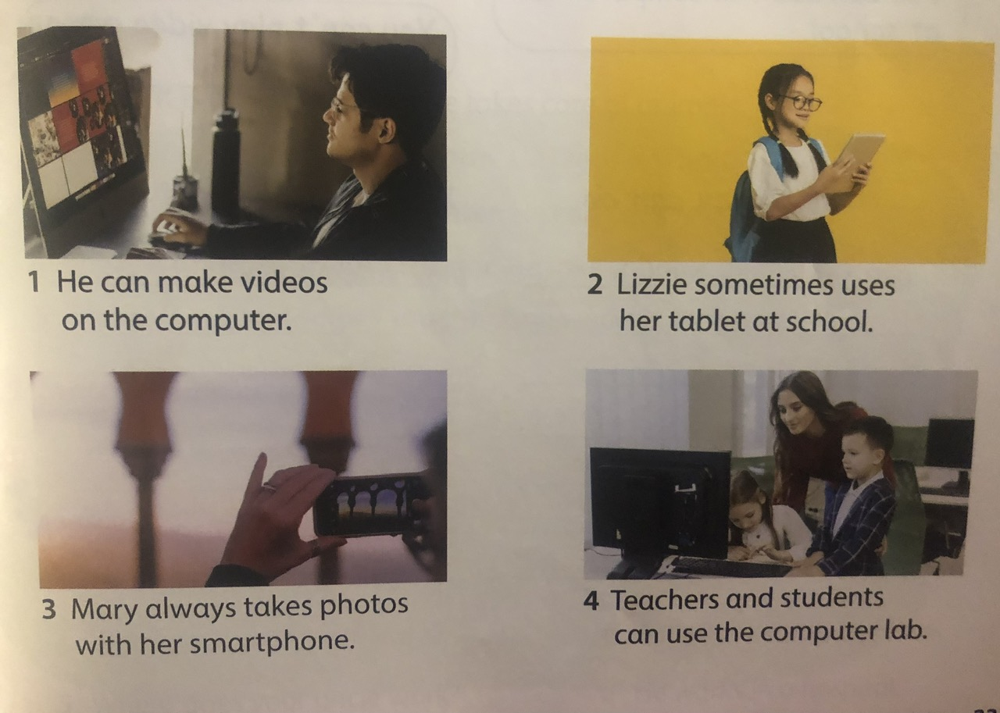 1 He can make videos
on the computer.
2 Lizzie sometimes uses
her tablet at school.
3 Mary always takes photos
with her smartphone.
4 Teachers and students
can use the computer lab.